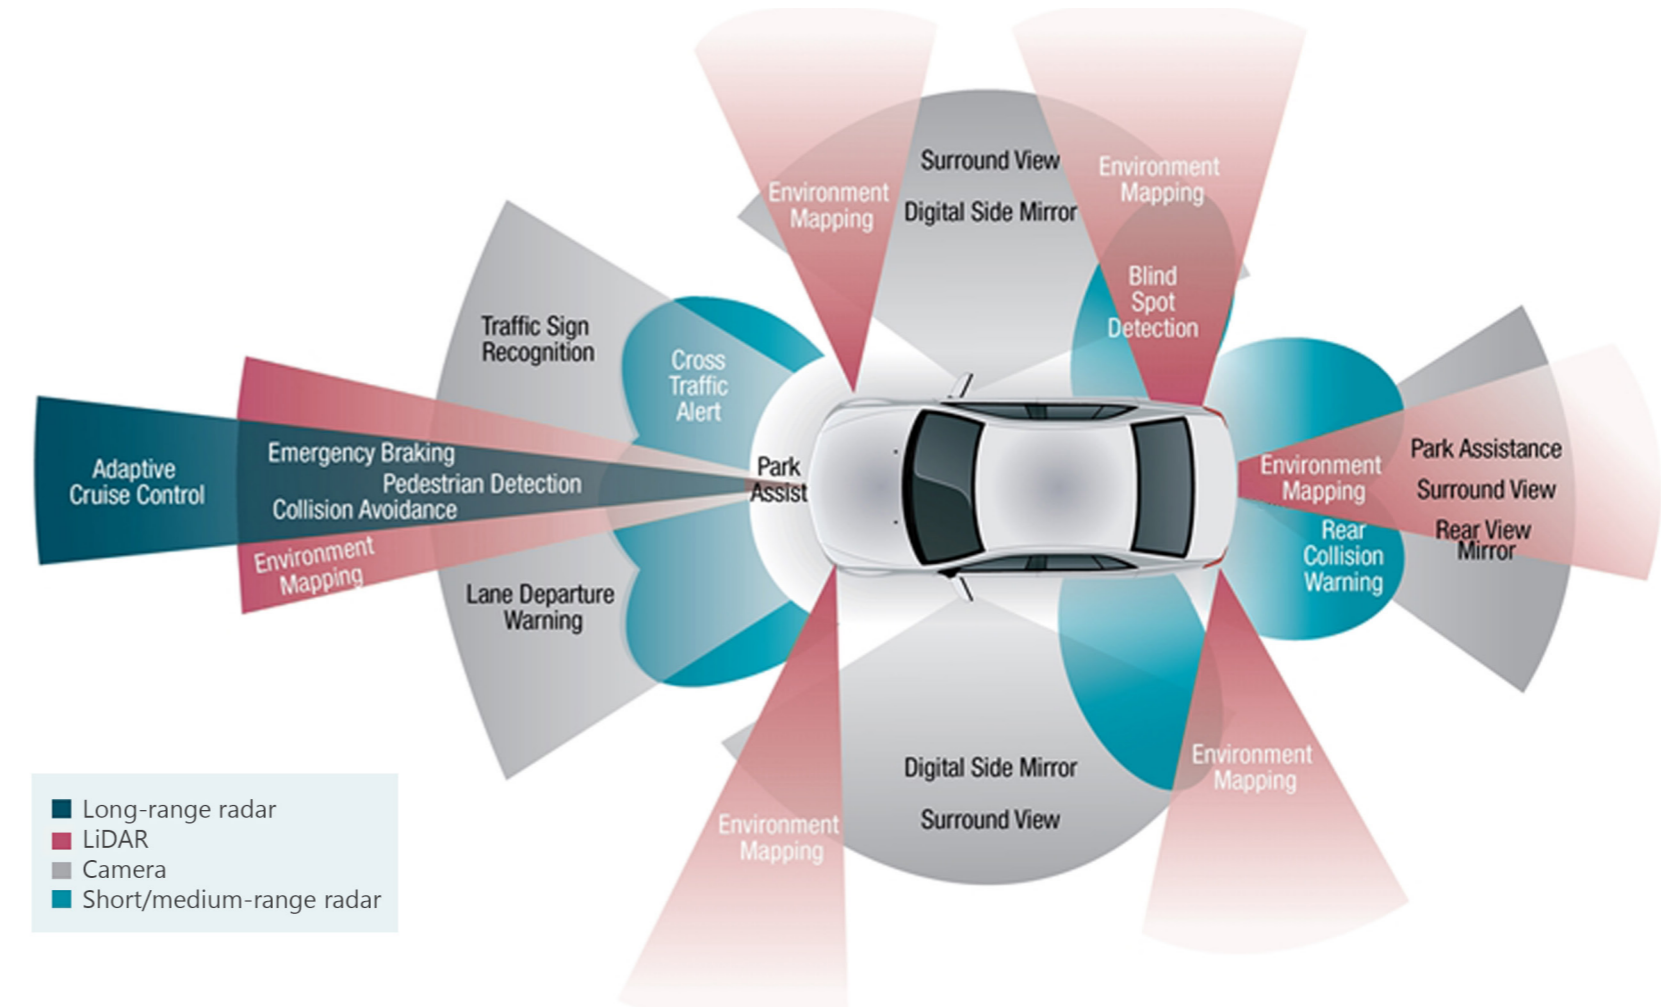 Surround View
Digital Side Mirror
Environment
Mapping
Environment
Mapping
Blind
Spot
Detection
Traffic Sign
Recognition
Cross
Traffic
Alert
Adaptive
Cruise Control
Emergency Braking
Pedestrian Detection
Collision Avoidance
Environment
Mapping
Park
Assist
Lane Departure
Warning
Environment
Mapping
Rear
Collision
Warning
Park Assistance
Surround View
Rear View
Mirror
Digital Side Mirror
Surround View
Environment
Mapping
Environment
Mapping
Long-range radar
LiDAR
Camera
Short/medium-range radar